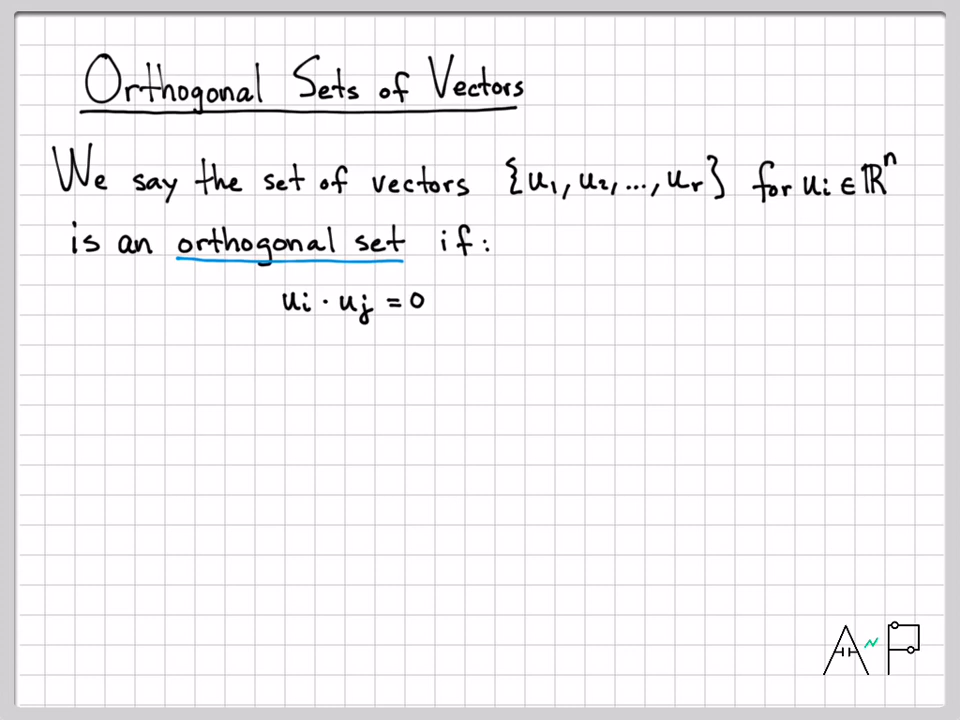 Orthogonal Sets of Vectors
We say the set of vectors {u₁, u₂, ..., uᵣ} for uᵢ ∈ ℝⁿ
is an orthogonal set if:
uᵢ · uⱼ = 0
A~P